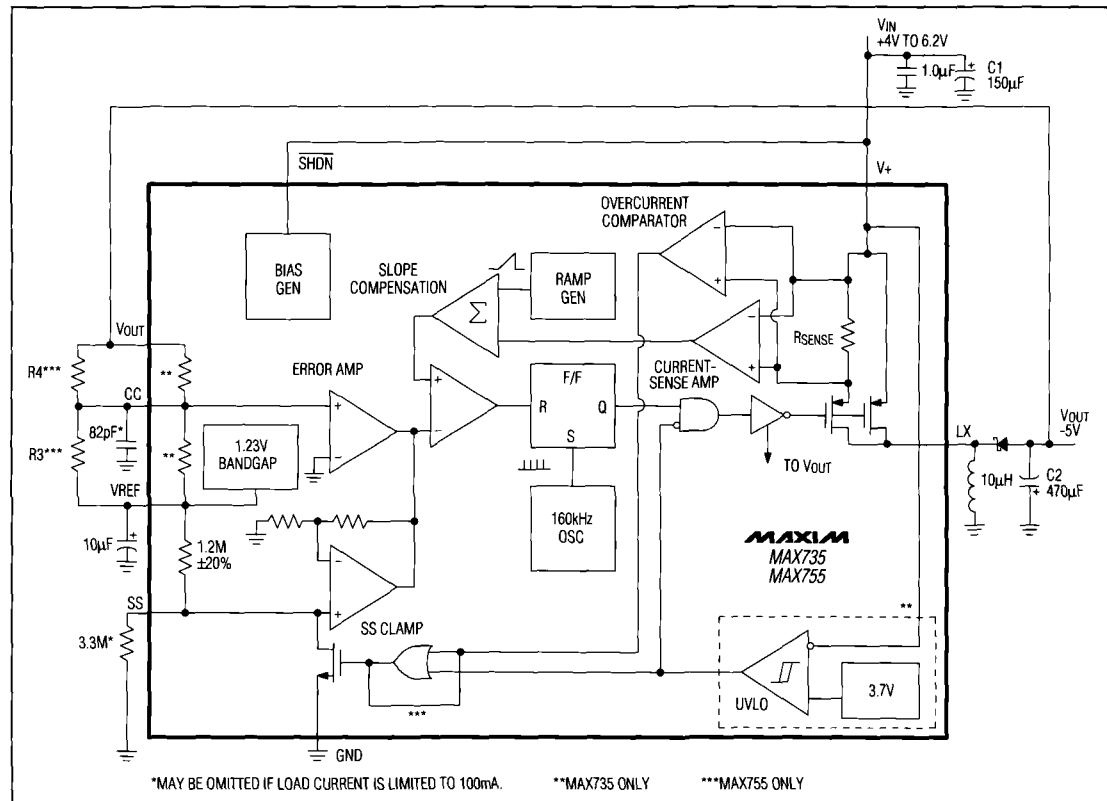 VIN
+4V TO 6.2V
1.0µF
+
C1
150µF
SHDN
V+
OVERCURRENT
COMPARATOR
BIAS
GEN
SLOPE
COMPENSATION
RAMP
GEN
−
+
Σ
−
+
RSENSE
VOUT
R4***
**
CC
ERROR AMP
CURRENT-
SENSE AMP
F/F
R
Q
S
+
+
−
−
82pF*
R3***
**
1.23V
BANDGAP
VREF
TO VOUT
LX
VOUT
-5V
10µH
C2
+
470µF
160kHz
OSC
10µF
+
1.2M
±20%
MAXIM
MAX735
MAX755
−
+
SS
3.3M*
SS CLAMP
**
3.7V
UVLO
***
GND
*MAY BE OMITTED IF LOAD CURRENT IS LIMITED TO 100mA.
**MAX735 ONLY
***MAX755 ONLY